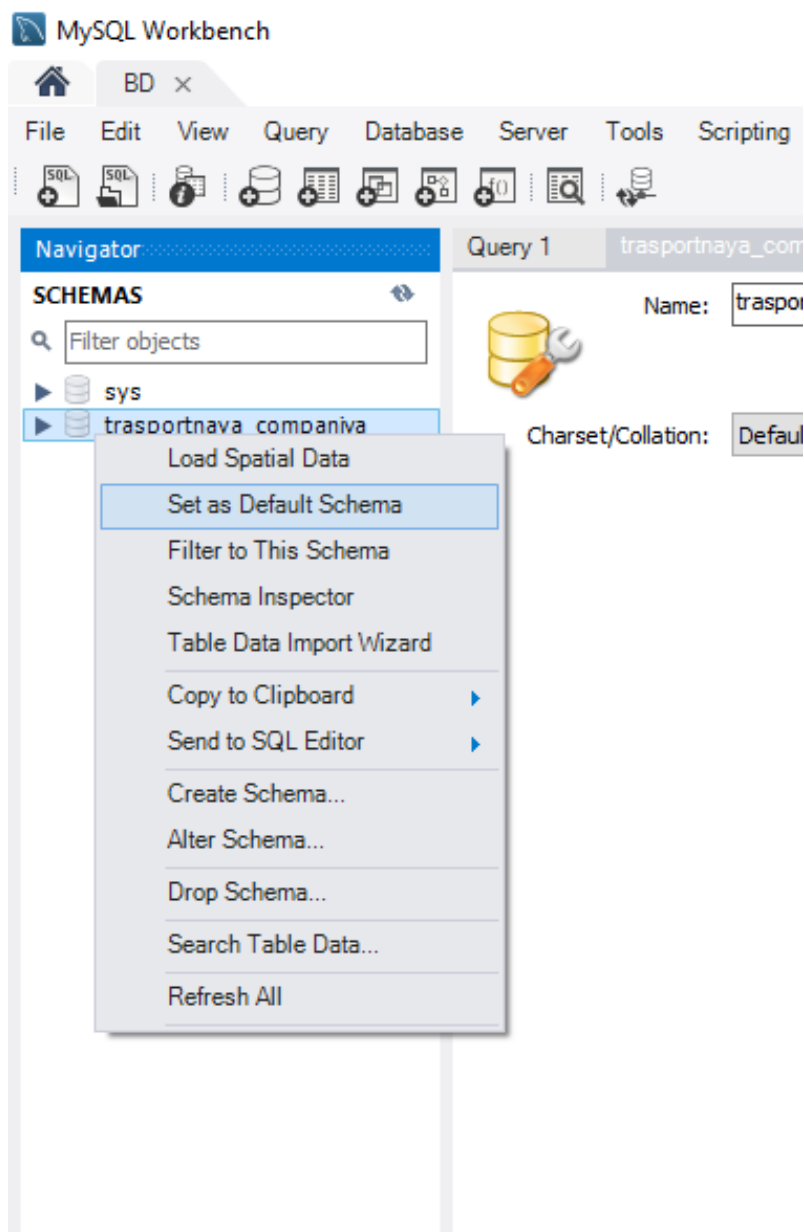 MySQL Workbench
BD
File Edit View Query Database Server Tools Scripting
SQL SQL
Navigator
Query 1
SCHEMAS
Name:
Filter objects
sys
trasportnaya_companiya
Charset/Collation:
Load Spatial Data
Set as Default Schema
Filter to This Schema
Schema Inspector
Table Data Import Wizard
Copy to Clipboard
Send to SQL Editor
Create Schema...
Alter Schema...
Drop Schema...
Search Table Data...
Refresh All